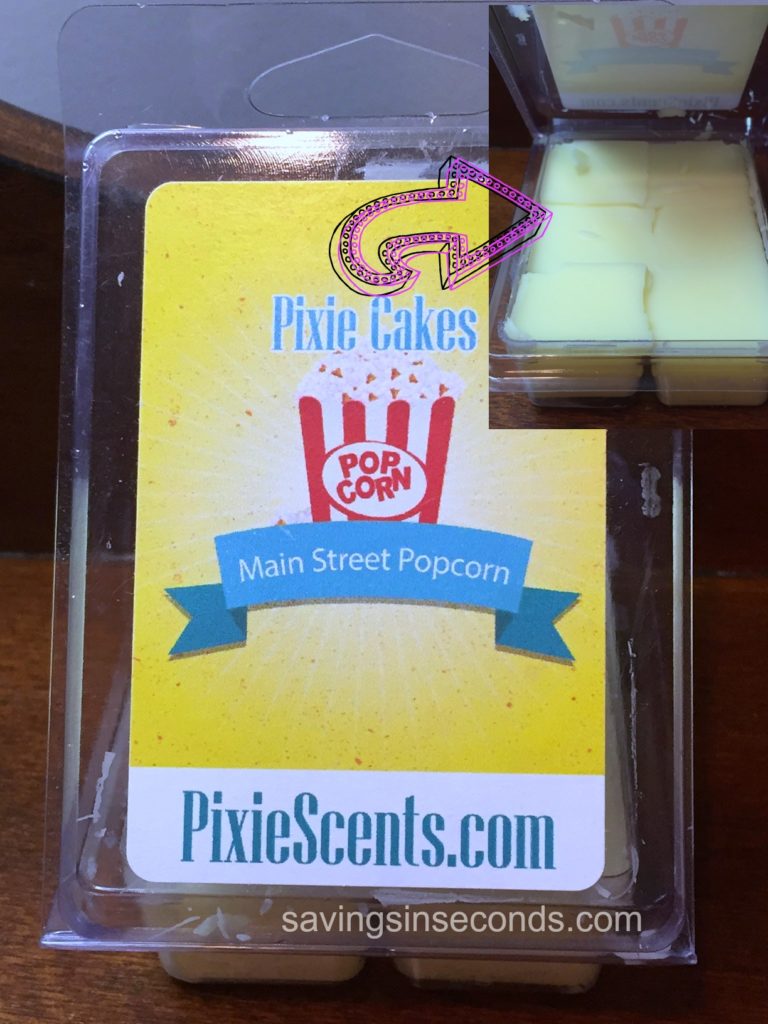 Pixie Cakes
POP
CORN
Main Street Popcorn
PixieScents.com
savingsinseconds.com